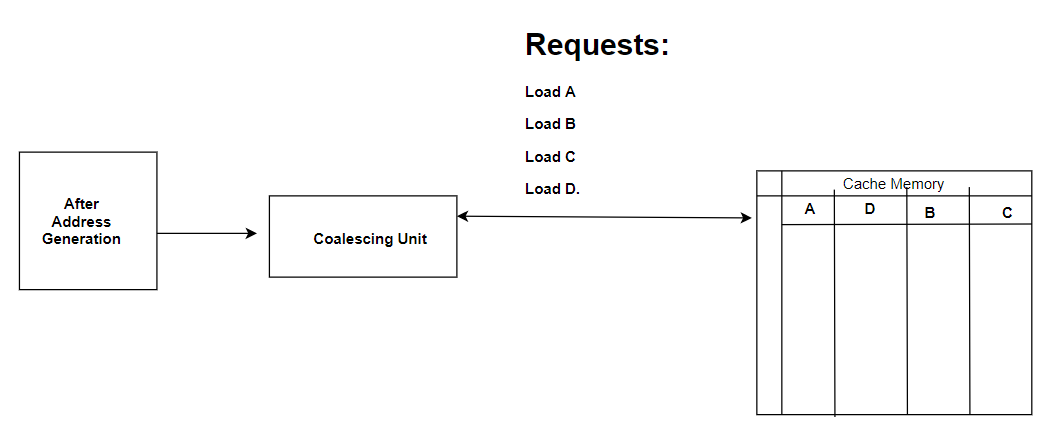 Requests:
Load A
Load B
Load C
Load D.
After
Address
Generation
Coalescing Unit
Cache Memory
A D B C